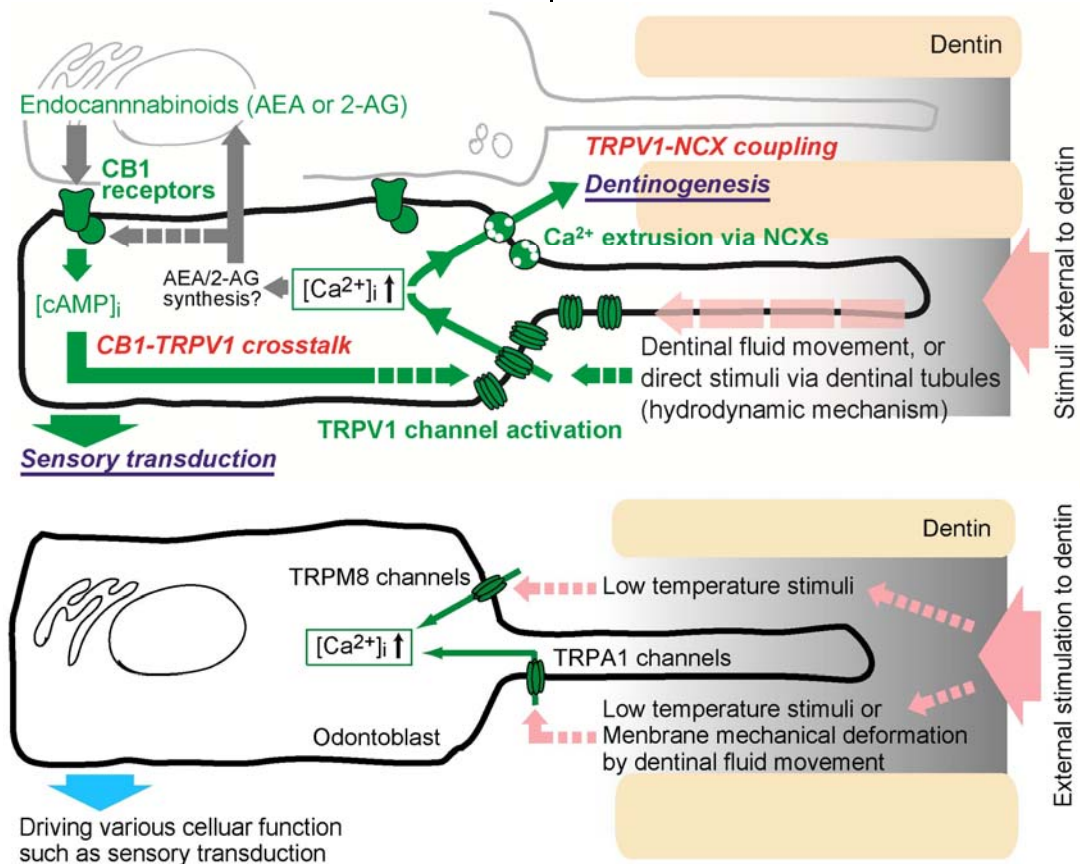 Dentin
Endocannnabinoids (AEA or 2-AG)
CB1
receptors
TRPV1-NCX coupling
Dentinogenesis
Ca²⁺ extrusion via NCXs
AEA/2-AG
synthesis?
[Ca²⁺]i ↑
[cAMP]i
CB1-TRPV1 crosstalk
Dentinal fluid movement, or
direct stimuli via dentinal tubules
(hydrodynamic mechanism)
TRPV1 channel activation
Sensory transduction
Stimuli external to dentin
Dentin
TRPM8 channels
Low temperature stimuli
[Ca²⁺]i ↑
TRPA1 channels
Low temperature stimuli or
Menbrane mechanical deformation
by dentinal fluid movement
Odontoblast
External stimulation to dentin
Driving various celluar function
such as sensory transduction